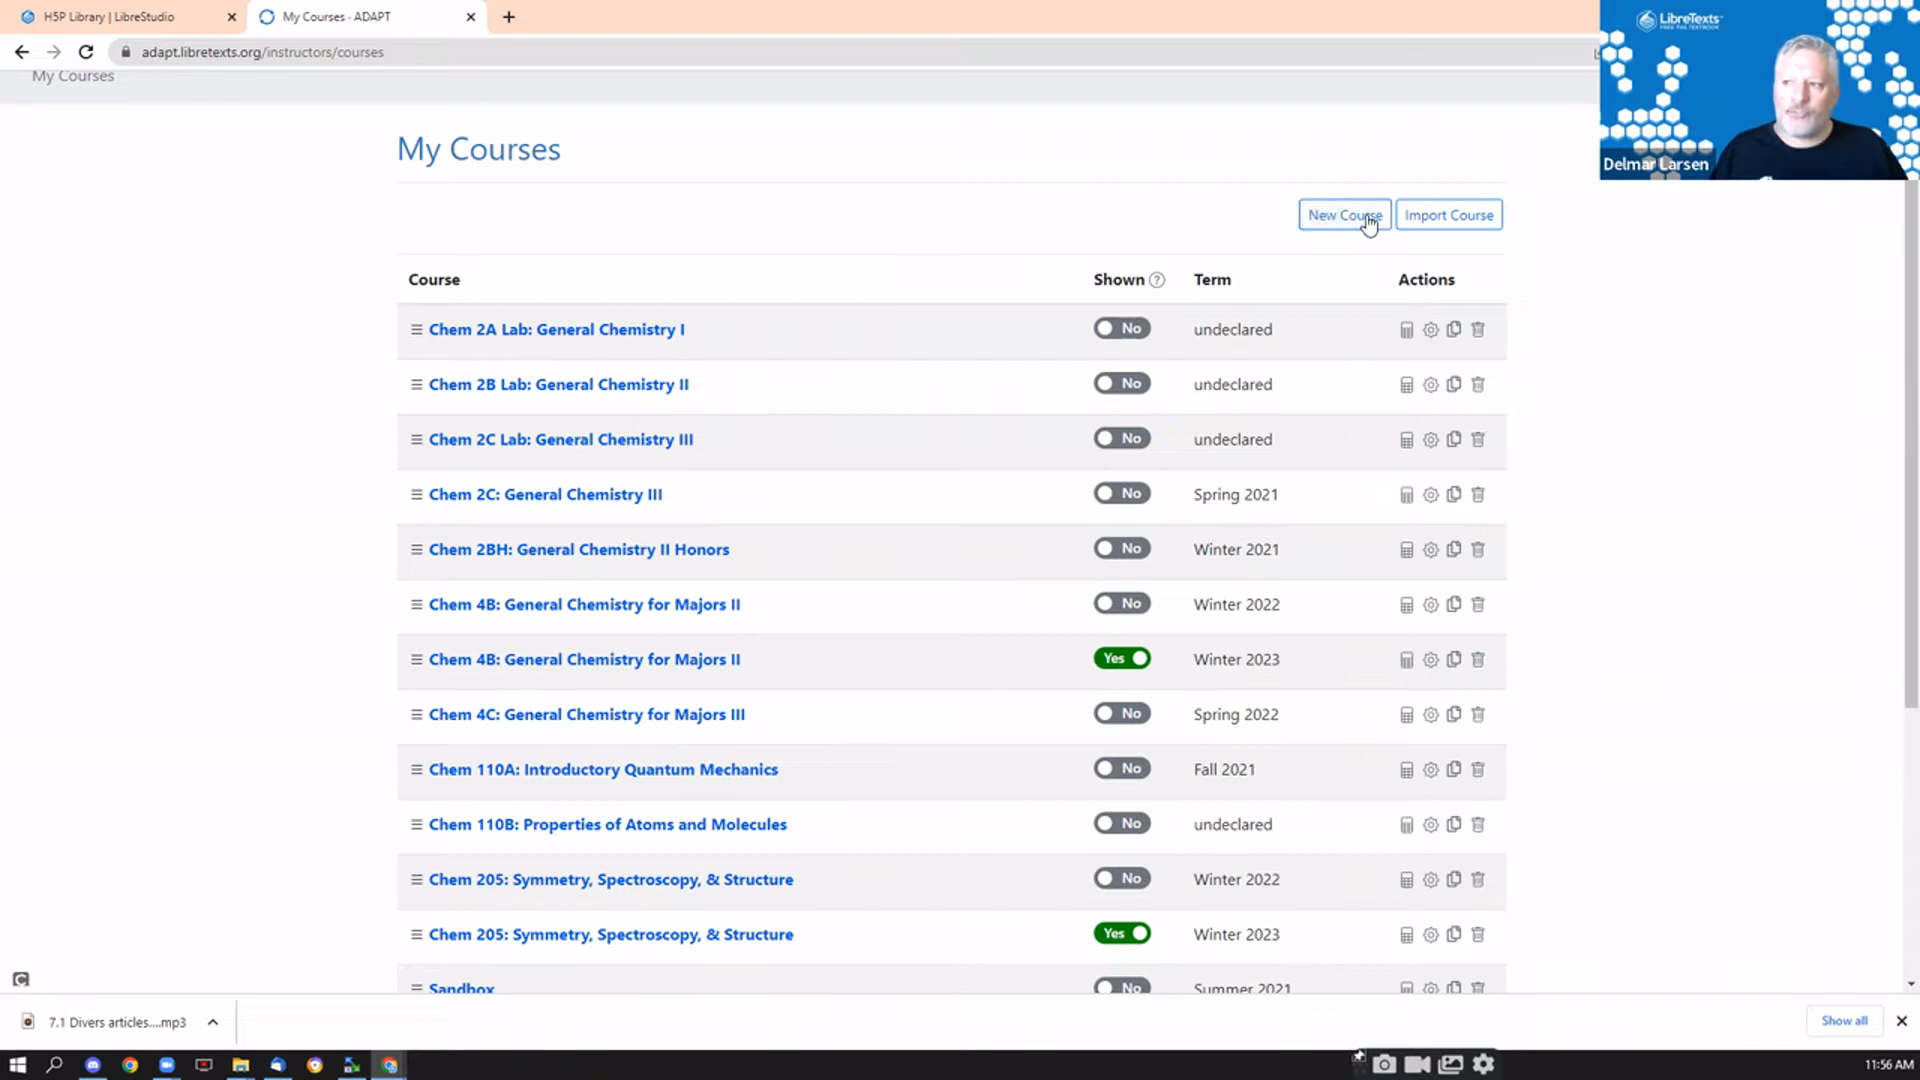 H5P Library | LibreStudio
My Courses - ADAPT
adapt.libretexts.org/instructors/courses
LibreTexts
FREE THE TEXTBOOK
Delmar Larsen
My Courses
My Courses
New Course
Import Course
Course Shown Term Actions
Chem 2A Lab: General Chemistry I No undeclared
Chem 2B Lab: General Chemistry II No undeclared
Chem 2C Lab: General Chemistry III No undeclared
Chem 2C: General Chemistry III No Spring 2021
Chem 2BH: General Chemistry II Honors No Winter 2021
Chem 4B: General Chemistry for Majors II No Winter 2022
Chem 4B: General Chemistry for Majors II Yes Winter 2023
Chem 4C: General Chemistry for Majors III No Spring 2022
Chem 110A: Introductory Quantum Mechanics No Fall 2021
Chem 110B: Properties of Atoms and Molecules No undeclared
Chem 205: Symmetry, Spectroscopy, & Structure No Winter 2022
Chem 205: Symmetry, Spectroscopy, & Structure Yes Winter 2023
Sandbox No Summer 2021
7.1 Divers articles....mp3
Show all
11:56 AM